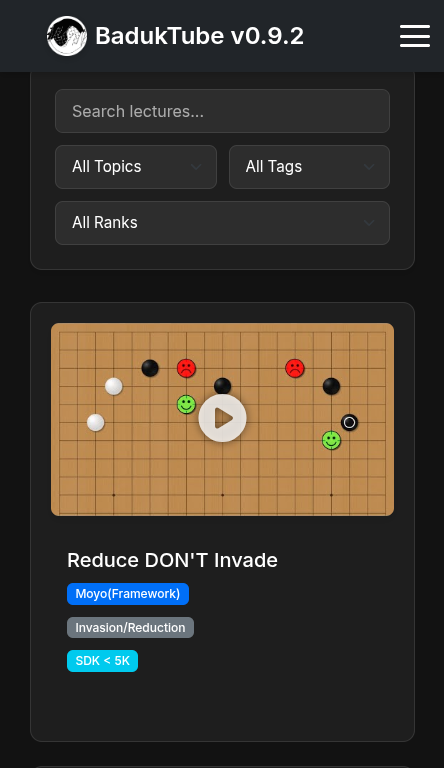 BadukTube v0.9.2
Search lectures...
All Topics
All Tags
All Ranks
Reduce DON'T Invade
Moyo(Framework)
Invasion/Reduction
SDK < 5K